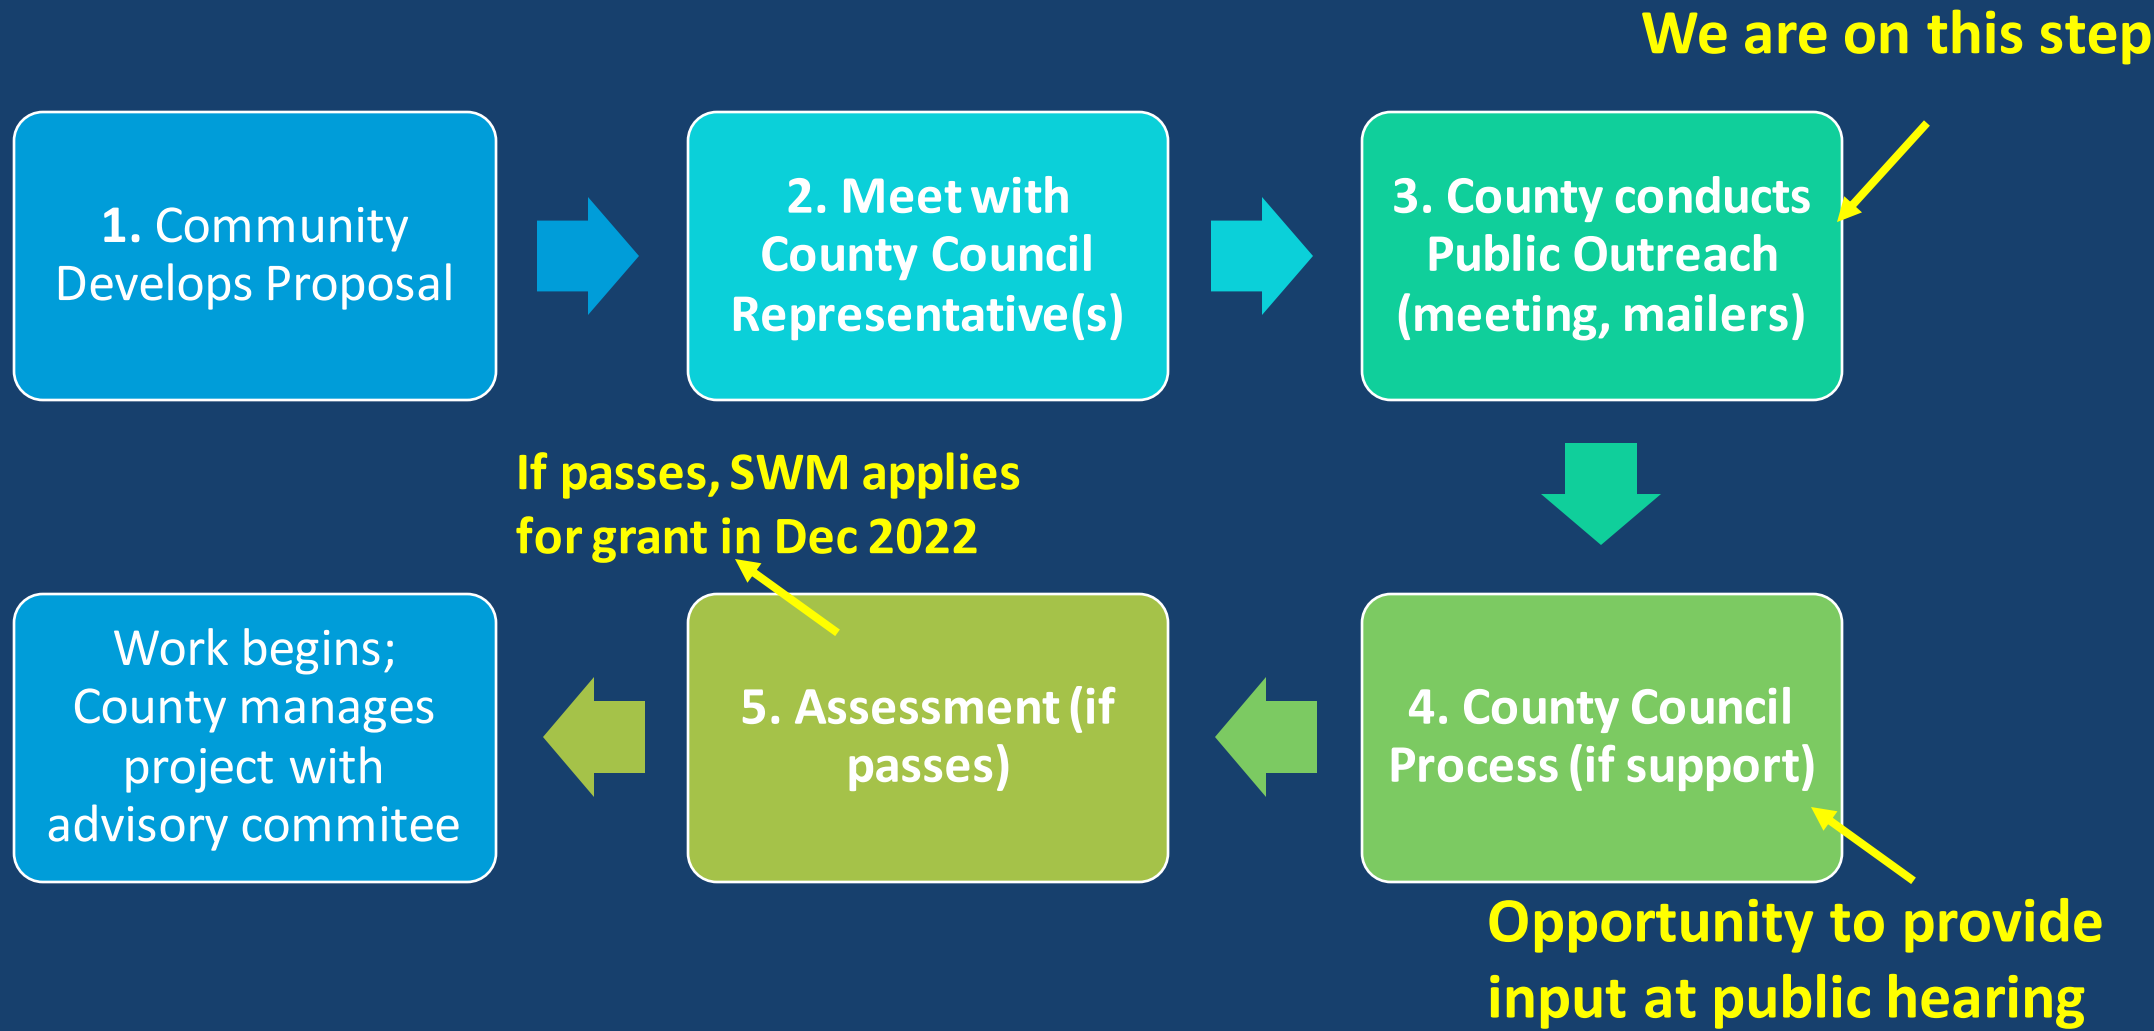 We are on this step
1. Community
Develops Proposal
2. Meet with
County Council
Representative(s)
3. County conducts
Public Outreach
(meeting, mailers)
If passes, SWM applies
for grant in Dec 2022
4. County Council
Process (if support)
Opportunity to provide
input at public hearing
5. Assessment (if
passes)
Work begins;
County manages
project with
advisory commitee